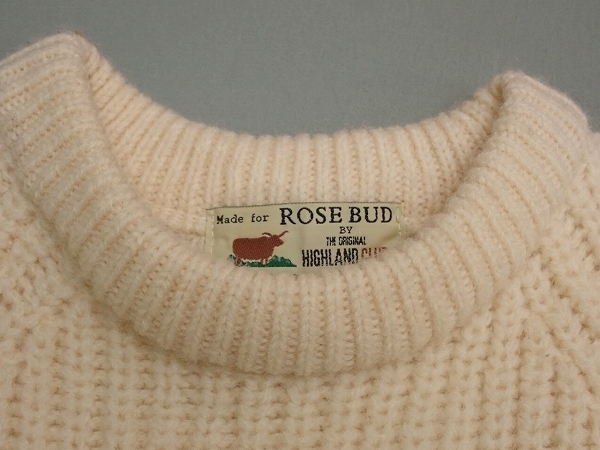 Made for ROSE BUD
BY
THE ORIGINAL
HIGHLAND